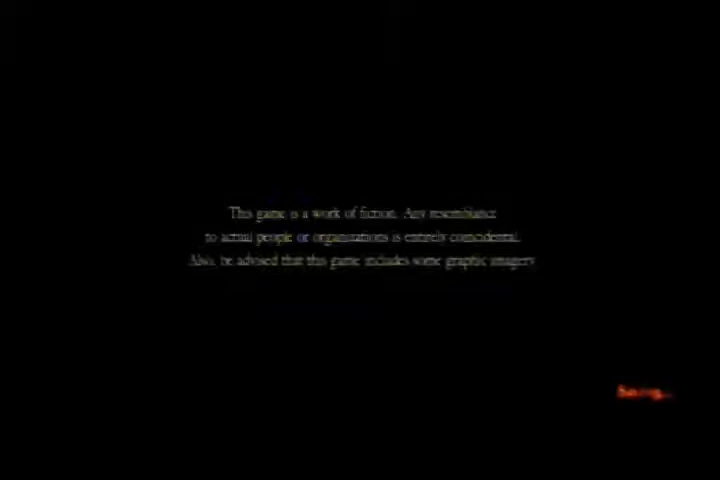 This game is a work of fiction. Any resemblance
to actual people or organizations is entirely coincidental.
Also, be advised that this game includes some graphic imagery.
Saving...